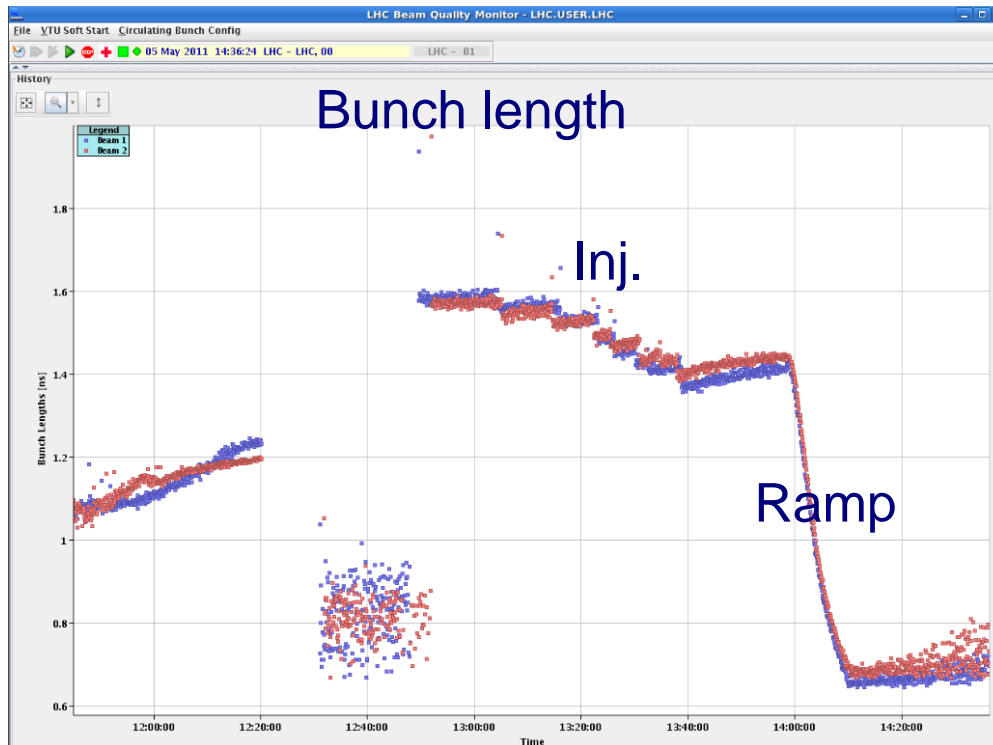 LHC Beam Quality Monitor - LHC.USER.LHC
File VTU Soft Start Circulating Bunch Config
STOP 05 May 2011 14:36:24 LHC - LHC, 00 LHC - 01
History
Bunch length
Legend
Beam 1
Beam 2
Inj.
Ramp
Bunch Lengths [ns]
1.8
1.6
1.4
1.2
1
0.8
0.6
12:00:00 12:20:00 12:40:00 13:00:00 13:20:00 13:40:00 14:00:00 14:20:00
Time